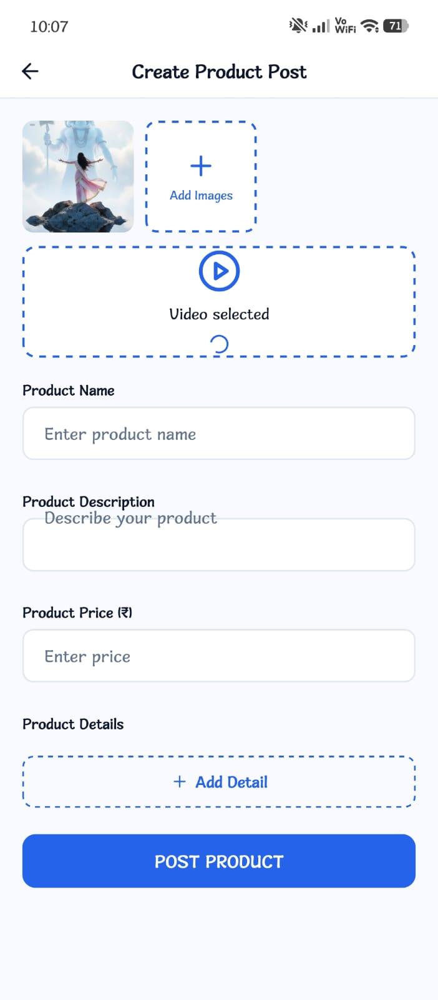 10:07
Vo
WiFi
71
Create Product Post
Add Images
Video selected
Product Name
Enter product name
Product Description
Describe your product
Product Price (₹)
Enter price
Product Details
+ Add Detail
POST PRODUCT